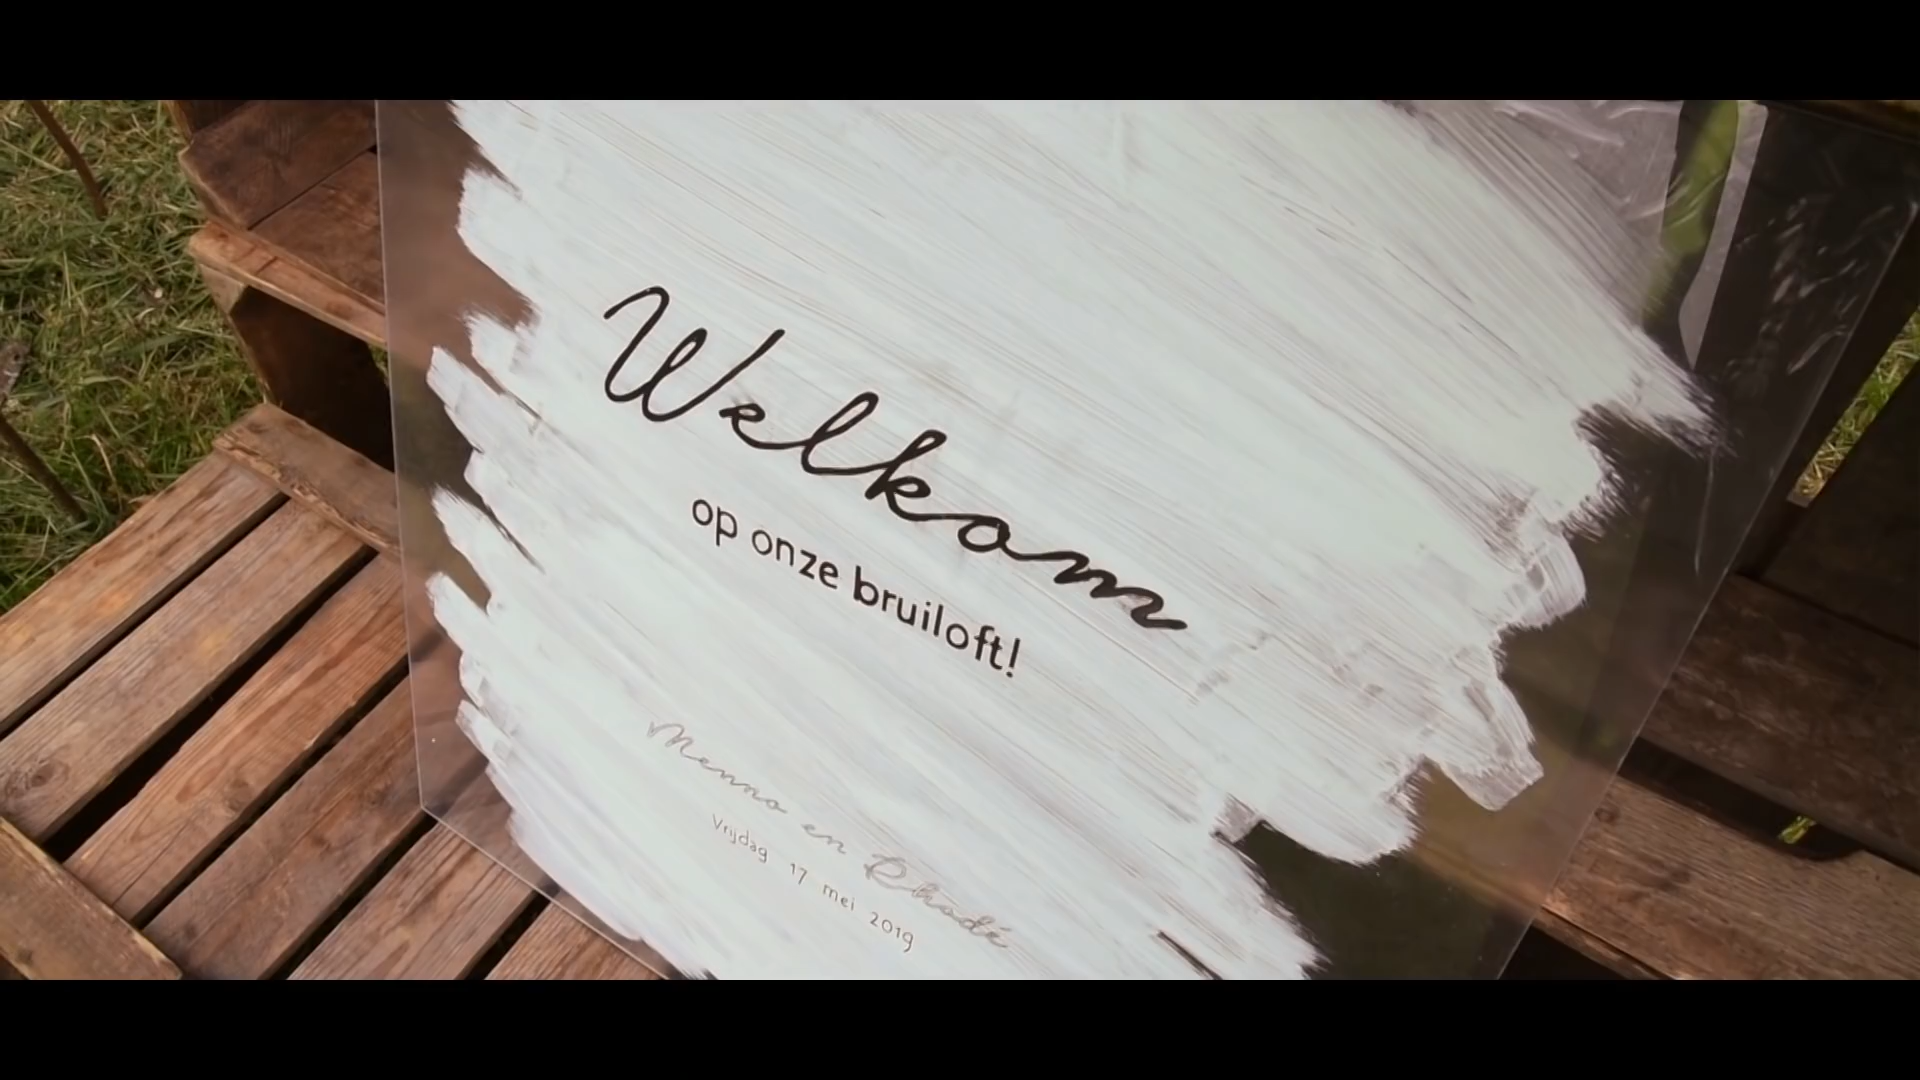 Welkom
op onze bruiloft!
Menno en Rhodé
Vrijdag 17 mei 2019